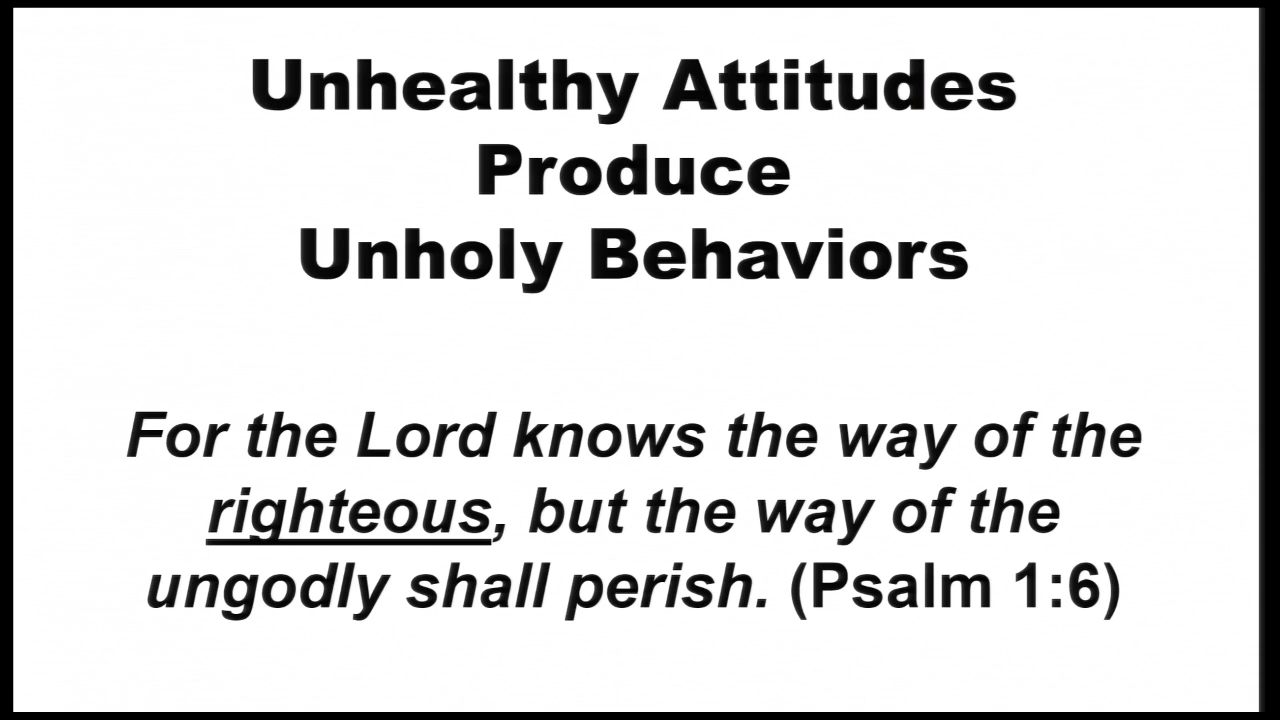 Unhealthy Attitudes
Produce
Unholy Behaviors
For the Lord knows the way of the
righteous, but the way of the
ungodly shall perish. (Psalm 1:6)